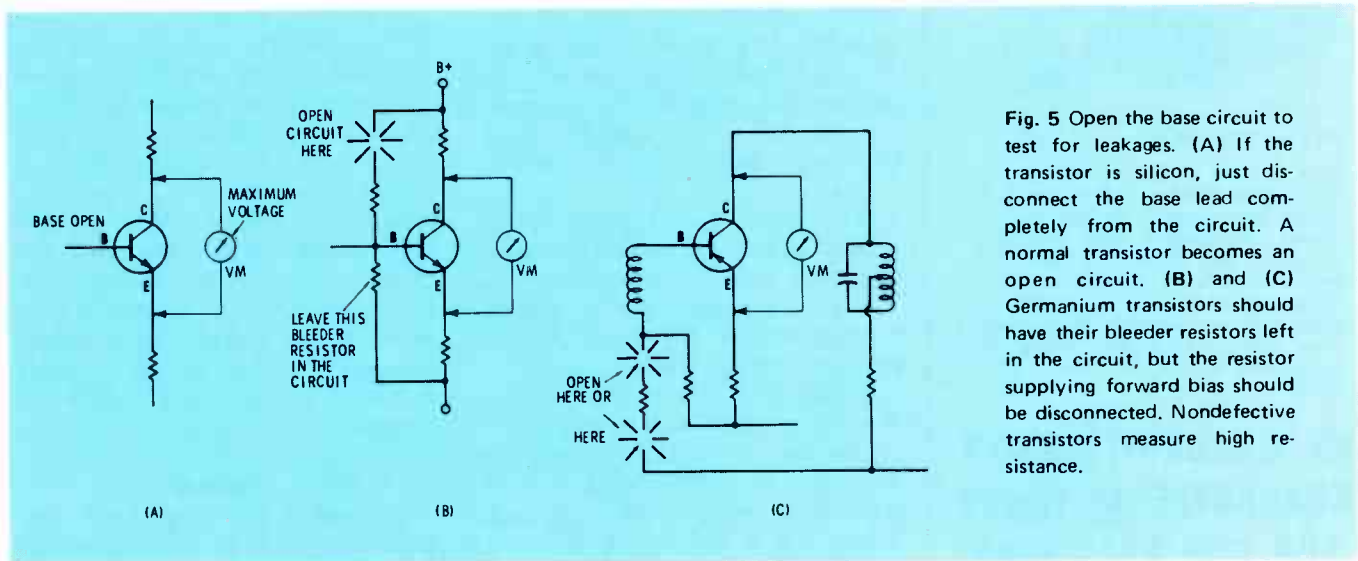 B+
OPEN
CIRCUIT
HERE
MAXIMUM
VOLTAGE
BASE OPEN
C
B
E
VM
C
B
E
VM
LEAVE THIS
BLEEDER
RESISTOR
IN THE
CIRCUIT
C
B
E
VM
OPEN
HERE OR
HERE
(A)
(B)
(C)
Fig. 5 Open the base circuit to
test for leakages. (A) If the
transistor is silicon, just dis-
connect the base lead com-
pletely from the circuit. A
normal transistor becomes an
open circuit. (B) and (C)
Germanium transistors should
have their bleeder resistors left
in the circuit, but the resistor
supplying forward bias should
be disconnected. Nondefective
transistors measure high re-
sistance.